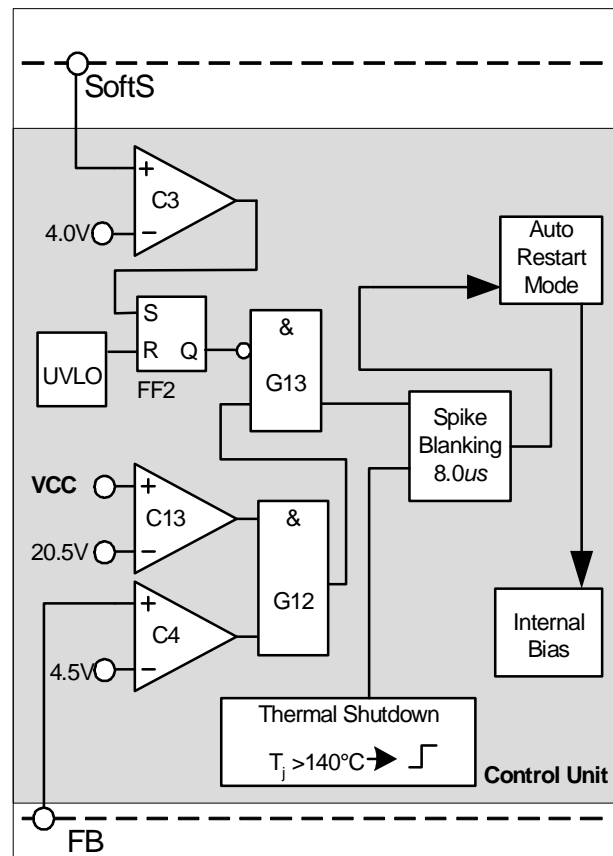 SoftS
+
C3
4.0V
−
Auto
Restart
Mode
S
R
Q
&
G13
UVLO
FF2
Spike
Blanking
8.0us
VCC
+
C13
20.5V
−
&
G12
+
C4
4.5V
−
Internal
Bias
Thermal Shutdown
Tj >140°C
Control Unit
FB